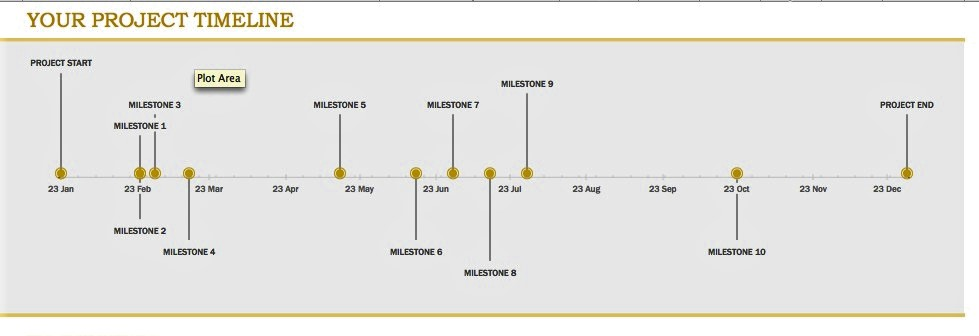 YOUR PROJECT TIMELINE
PROJECT START
Plot Area
MILESTONE 9
MILESTONE 3
MILESTONE 5
MILESTONE 7
PROJECT END
MILESTONE 1
23 Jan
23 Feb
23 Mar
23 Apr
23 May
23 Jun
23 Jul
23 Aug
23 Sep
23 Oct
23 Nov
23 Dec
MILESTONE 2
MILESTONE 4
MILESTONE 6
MILESTONE 10
MILESTONE 8